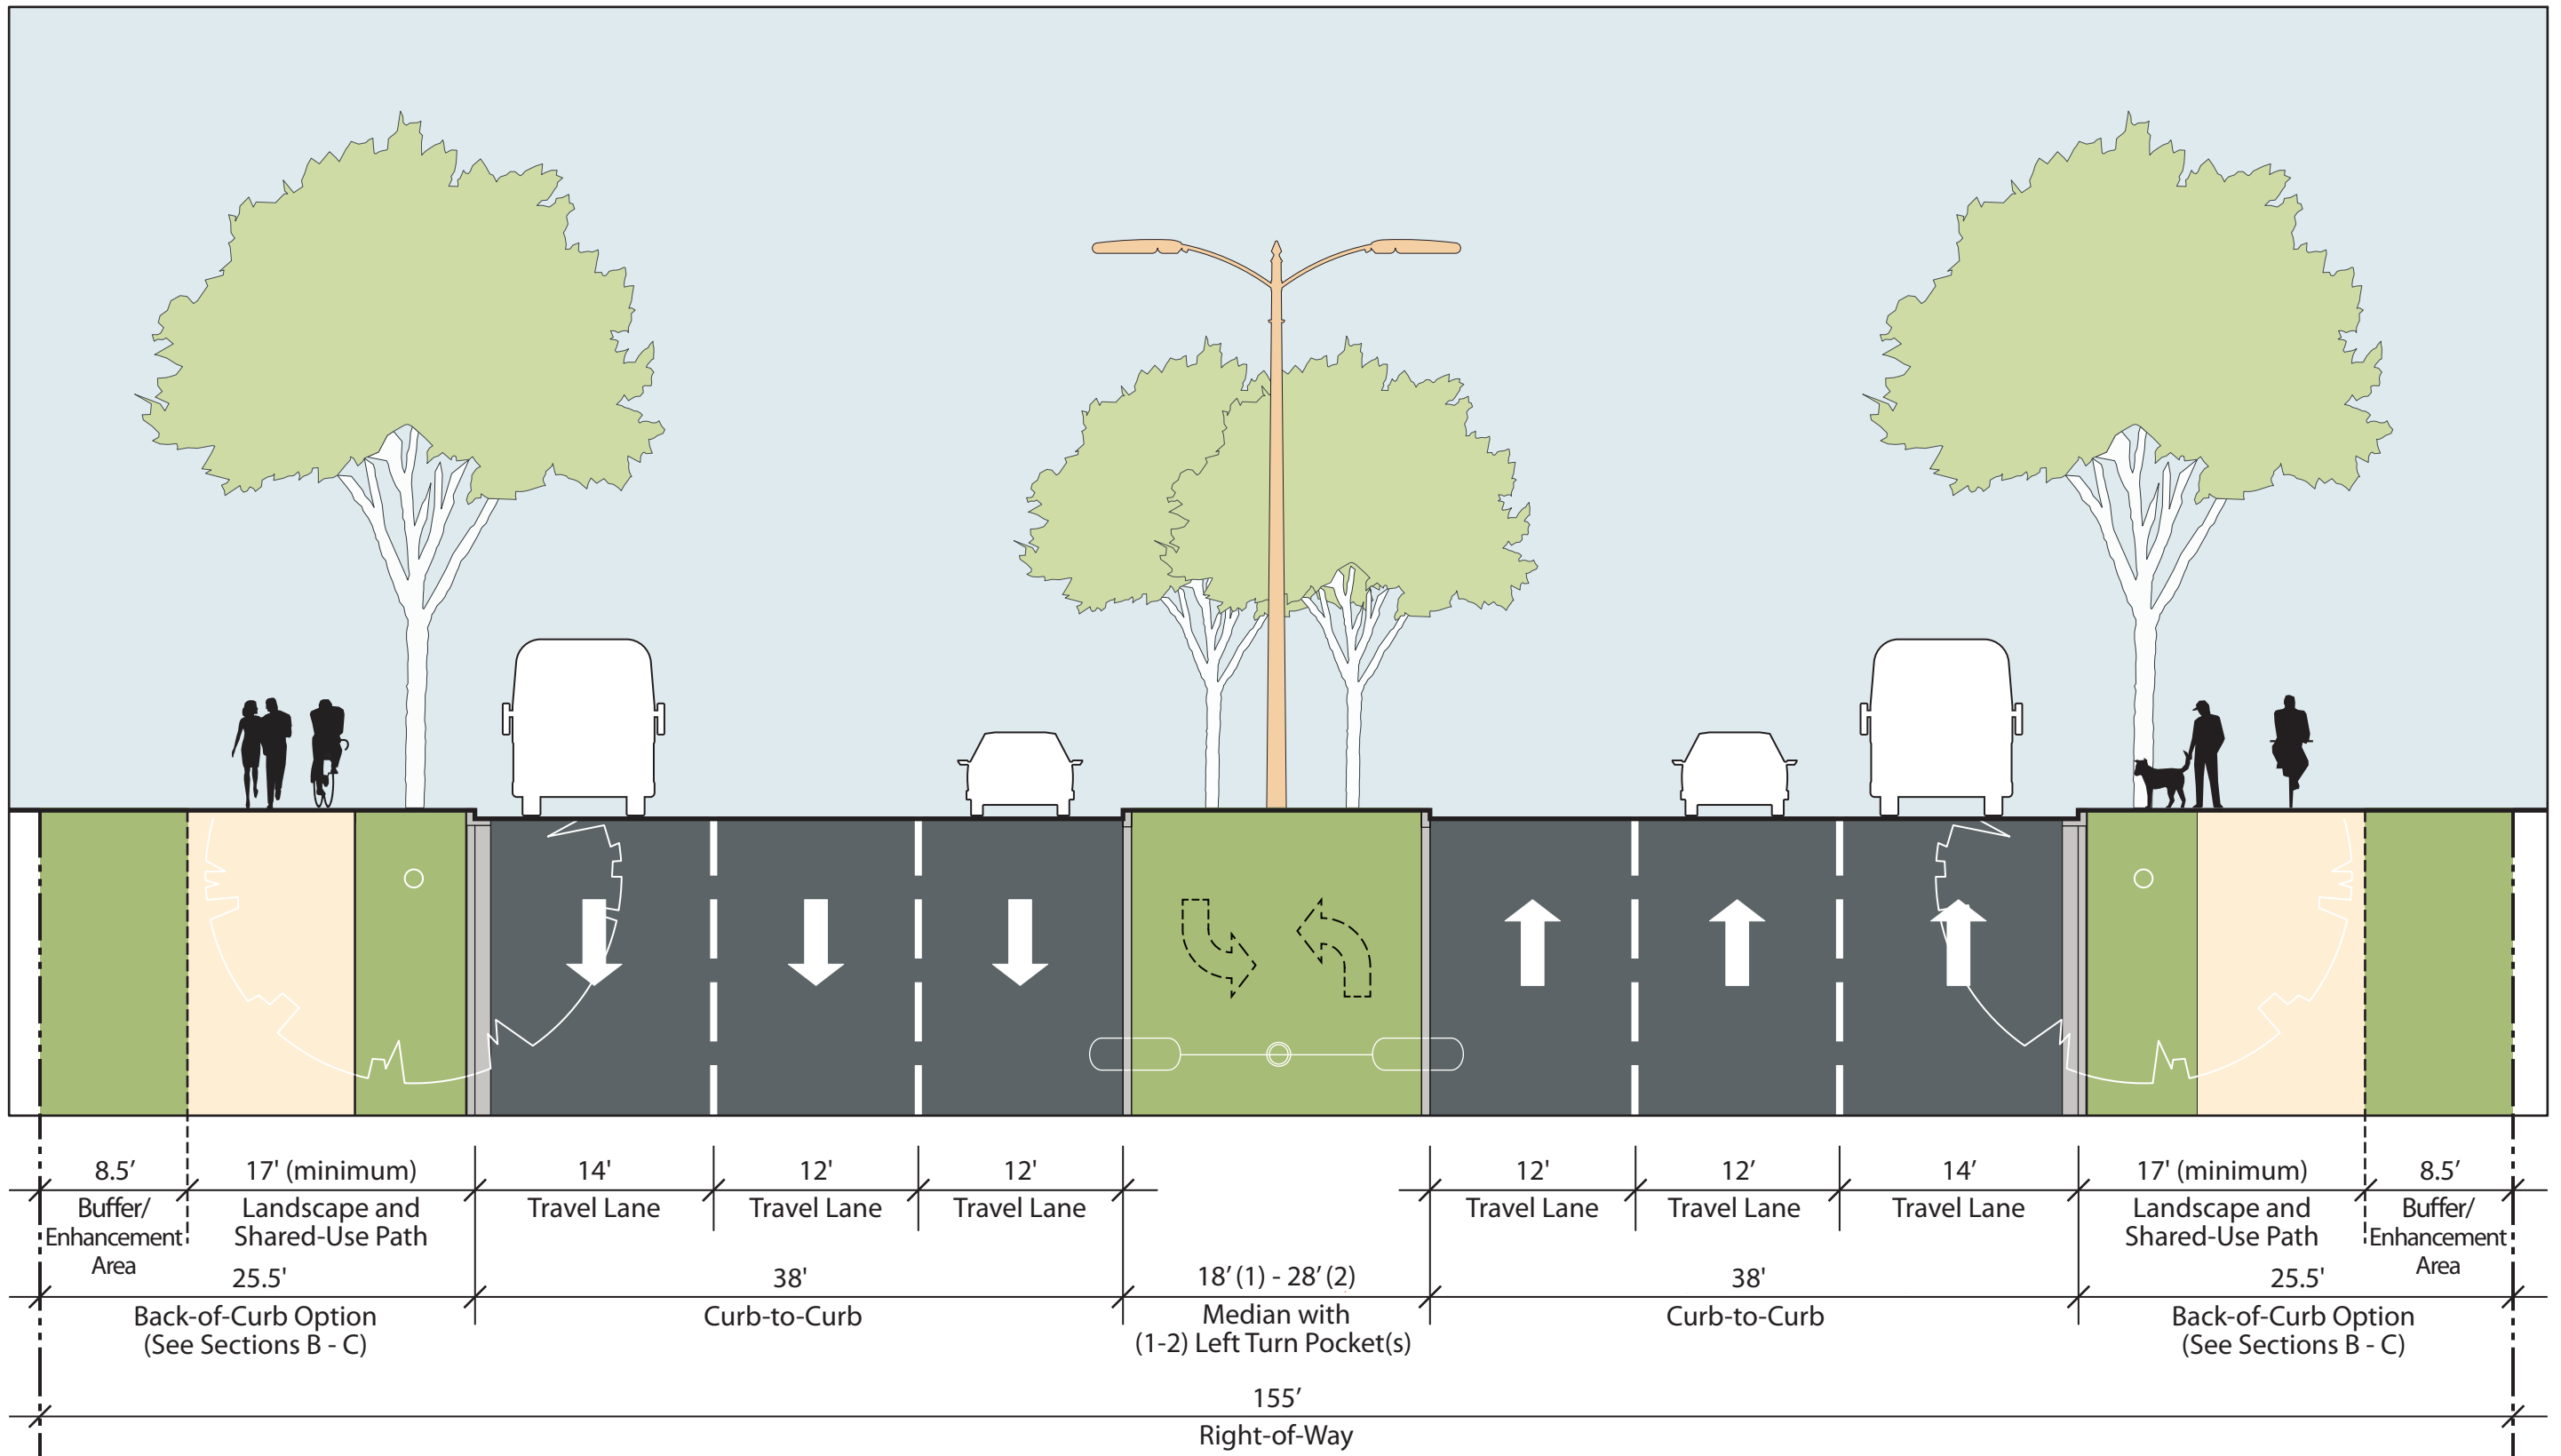 8.5’
17' (minimum)
14'
12'
12'
12'
12’
14’
17' (minimum)
8.5’
Buffer/
Enhancement
Area
Landscape and
Shared-Use Path
Travel Lane
Travel Lane
Travel Lane
Travel Lane
Travel Lane
Travel Lane
Landscape and
Shared-Use Path
Buffer/
Enhancement
Area
25.5'
38'
18’ (1) - 28’ (2)
38'
25.5'
Back-of-Curb Option
(See Sections B - C)
Curb-to-Curb
Median with
(1-2) Left Turn Pocket(s)
Curb-to-Curb
Back-of-Curb Option
(See Sections B - C)
155’
Right-of-Way